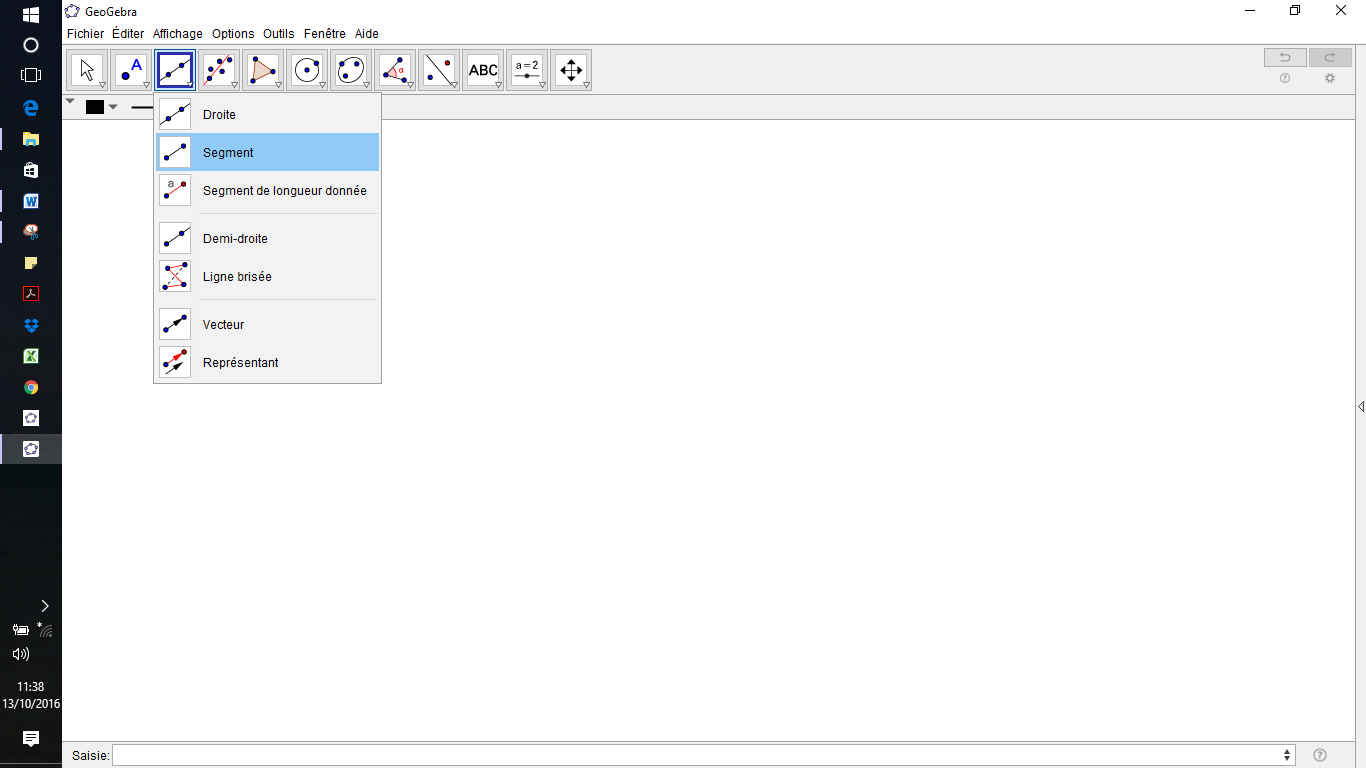 GeoGebra
Fichier Éditer Affichage Options Outils Fenêtre Aide
A
α
ABC
a=2
Droite
Segment
a
Segment de longueur donnée
Demi-droite
Ligne brisée
Vecteur
Représentant
11:38
13/10/2016
Saisie: